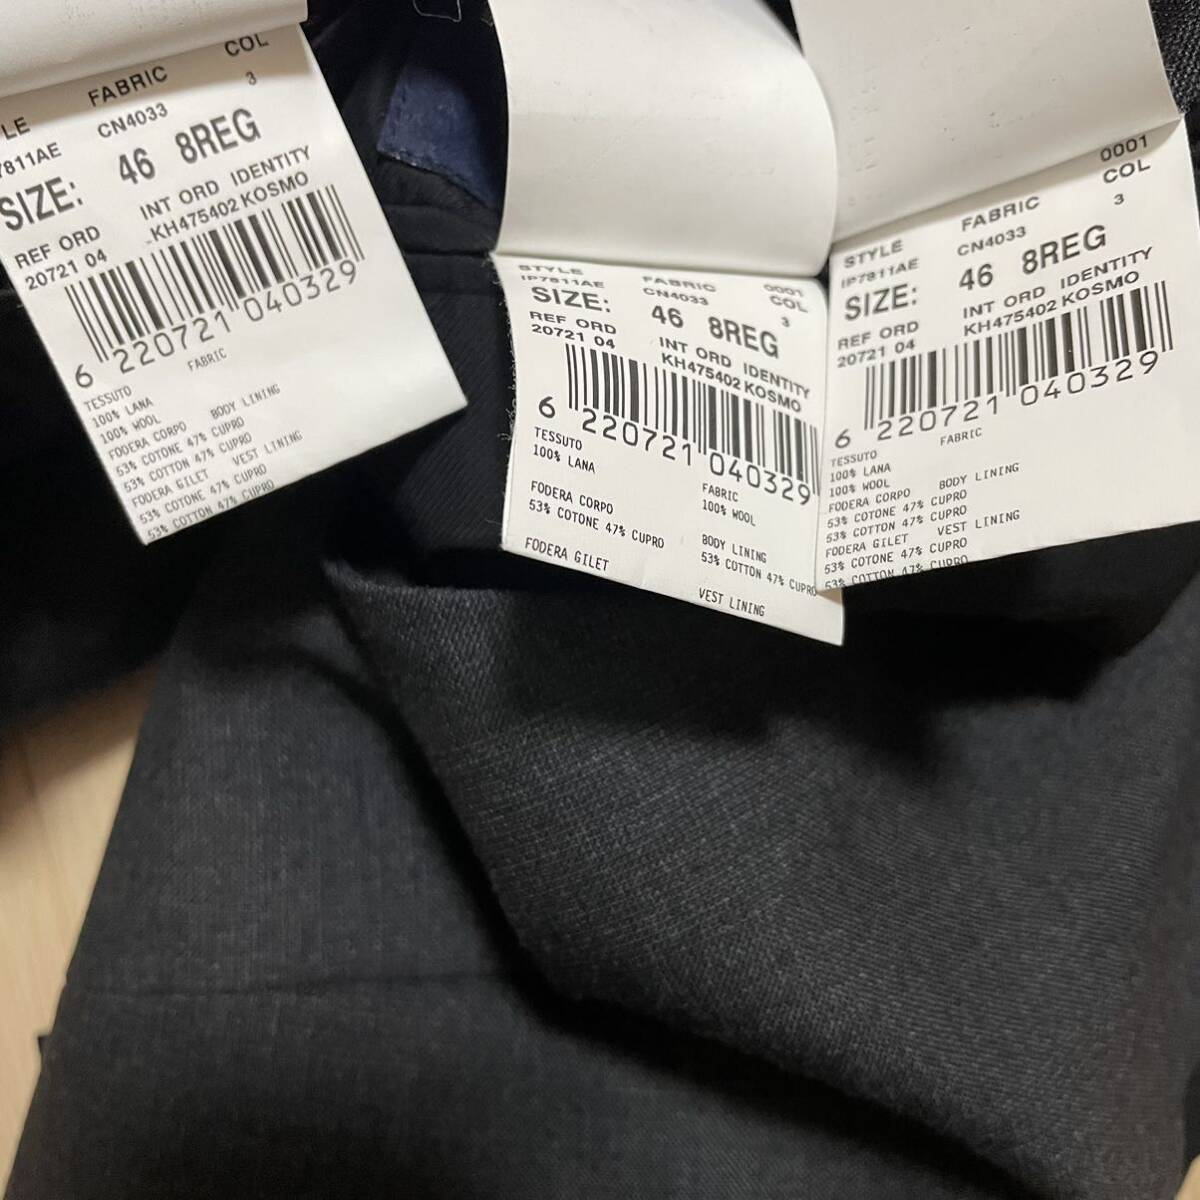 FABRIC COL
CN4033 3
7811AE
SIZE: 46 8REG
REF ORD INT ORD IDENTITY
20721 04 KH475402 KOSMO
6 220721 040329
TESSUTO FABRIC
100% LANA
100% WOOL
FODERA CORPO BODY LINING
53% COTONE 47% CUPRO
53% COTTON 47% CUPRO
FODERA GILET VEST LINING
53% COTONE 47% CUPRO
53% COTTON 47% CUPRO
STYLE FABRIC 0001
IP7811AE CN4033 COL
SIZE: 46 8REG 3
REF ORD INT ORD IDENTITY
20721 04 KH475402 KOSMO
6 220721 040329
TESSUTO FABRIC
100% LANA 100% WOOL
FODERA CORPO BODY LINING
53% COTONE 47% CUPRO 53% COTTON 47% CUPRO
FODERA GILET VEST LINING
0001
STYLE FABRIC COL
IP7811AE CN4033 3
SIZE: 46 8REG
REF ORD INT ORD IDENTITY
20721 04 KH475402 KOSMO
6 220721 040329
TESSUTO FABRIC
100% LANA
100% WOOL
FODERA CORPO BODY LINING
53% COTONE 47% CUPRO
53% COTTON 47% CUPRO
FODERA GILET VEST LINING
53% COTONE 47% CUPRO
53% COTTON 47% CUPRO